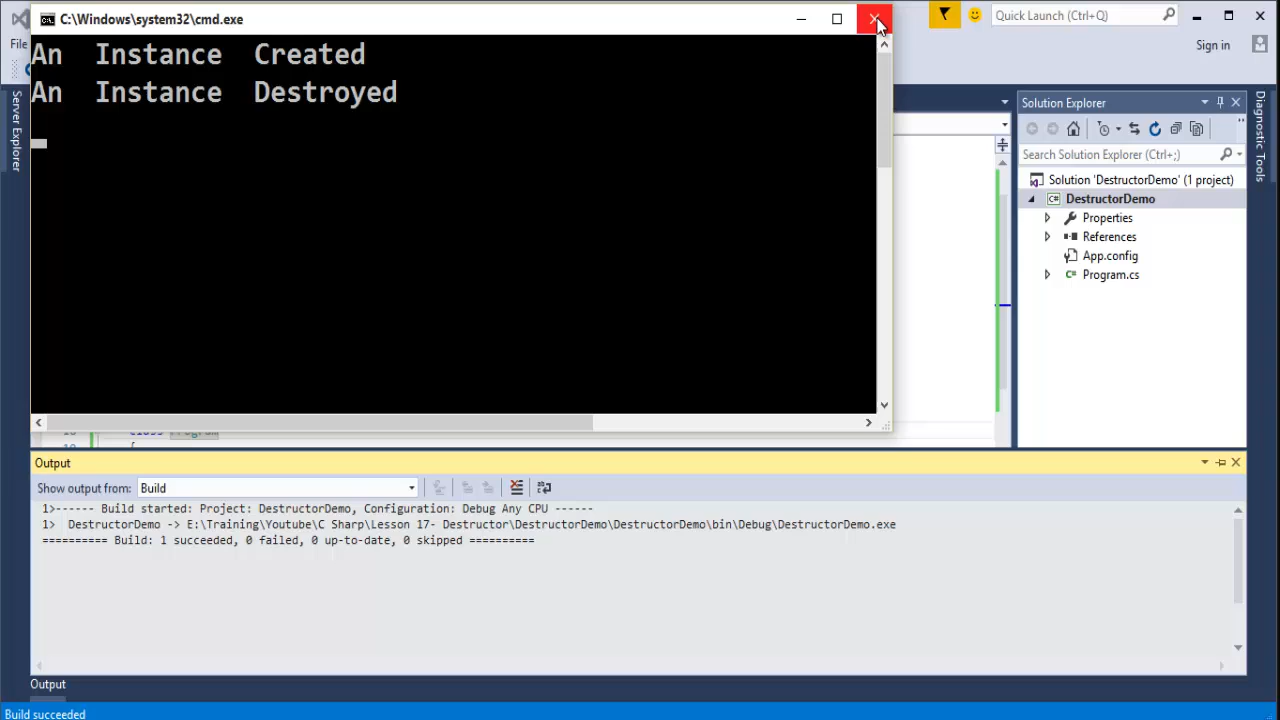 C:\Windows\system32\cmd.exe
An Instance Created
An Instance Destroyed
Quick Launch (Ctrl+Q)
Sign in
Server Explorer
Diagnostic Tools
Solution Explorer
Search Solution Explorer (Ctrl+;)
Solution 'DestructorDemo' (1 project)
C# DestructorDemo
Properties
References
App.config
C# Program.cs
Output
Show output from: Build
1>------ Build started: Project: DestructorDemo, Configuration: Debug Any CPU ------
1> DestructorDemo -> E:\Training\Youtube\C Sharp\Lesson 17- Destructor\DestructorDemo\DestructorDemo\bin\Debug\DestructorDemo.exe
========== Build: 1 succeeded, 0 failed, 0 up-to-date, 0 skipped ==========
Output
Build succeeded